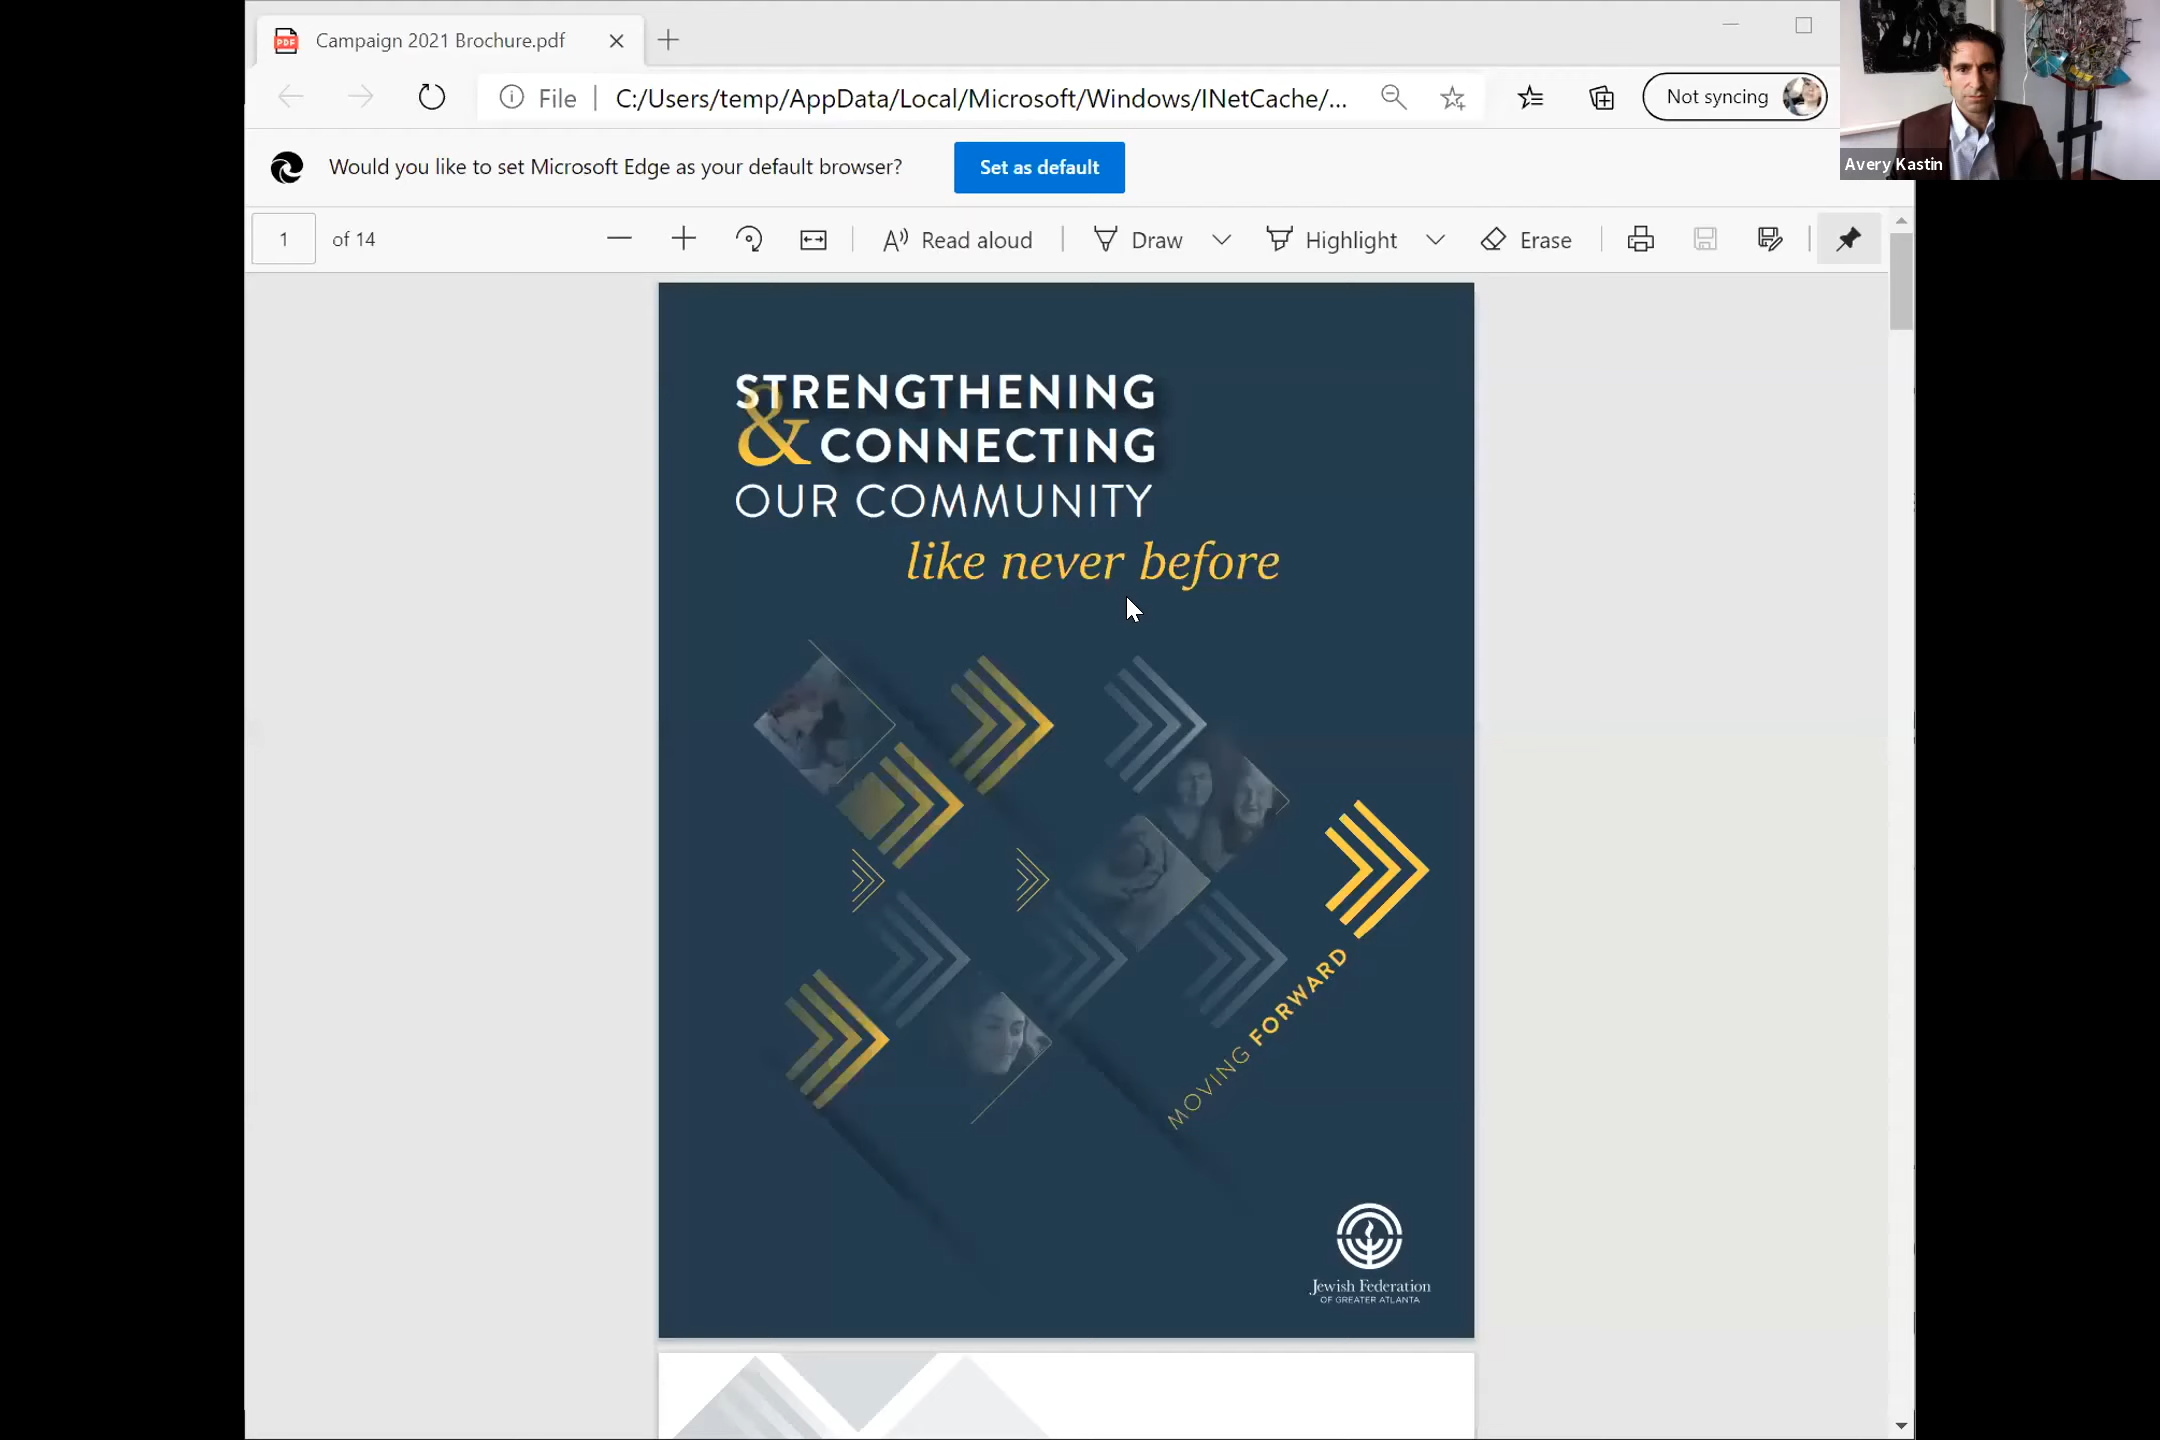 Campaign 2021 Brochure.pdf
File
C:/Users/temp/AppData/Local/Microsoft/Windows/INetCache/...
Not syncing
Avery Kastin
Would you like to set Microsoft Edge as your default browser?
Set as default
1 of 14
Read aloud
Draw
Highlight
Erase
STRENGTHENING
& CONNECTING
OUR COMMUNITY
like never before
MOVING FORWARD
Jewish Federation
OF GREATER ATLANTA